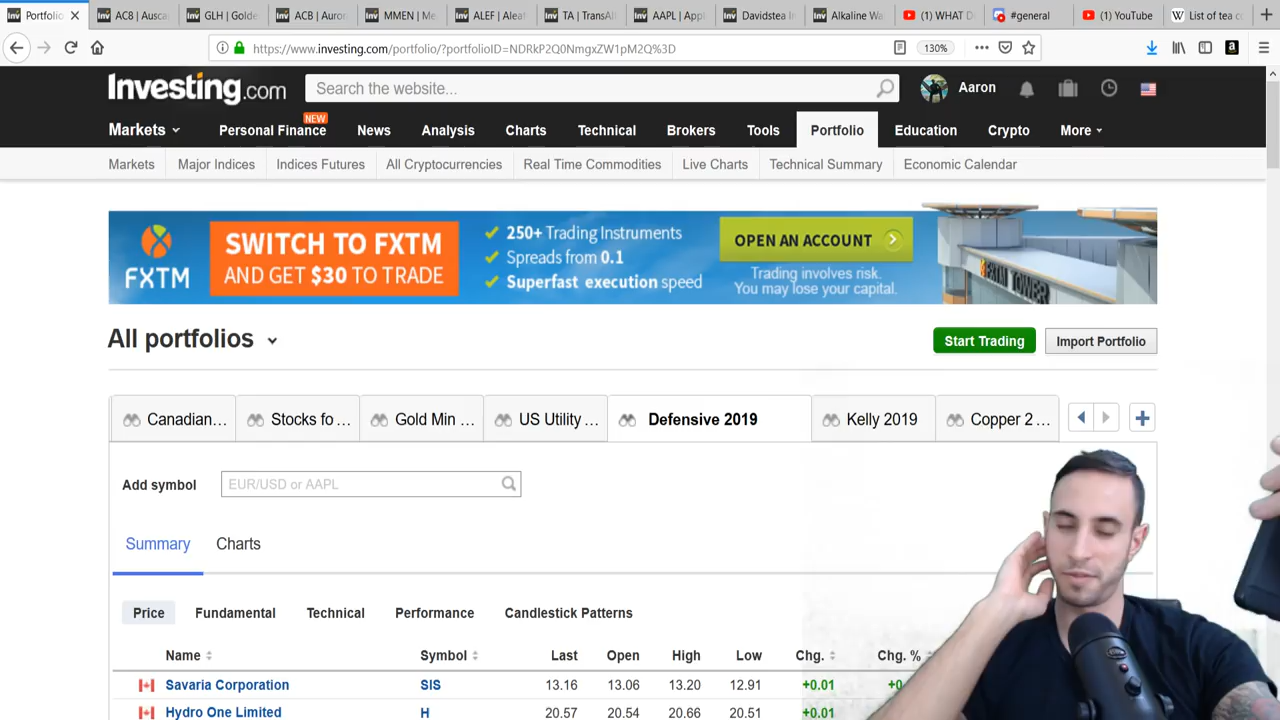 Portfolio
AC8 | Ausca
GLH | Golde
ACB | Auror
MMEN | Me
ALEF | Aleaf
TA | TransAl
AAPL | Appl
Davidstea In
Alkaline Wa
(1) WHAT D
#general
(1) YouTube
List of tea c
https://www.investing.com/portfolio/?portfolioID=NDRkP2Q0NmgxZW1pM2Q%3D
130%
Investing.com
Search the website...
Aaron
NEW
Markets
Personal Finance
News
Analysis
Charts
Technical
Brokers
Tools
Portfolio
Education
Crypto
More
Markets
Major Indices
Indices Futures
All Cryptocurrencies
Real Time Commodities
Live Charts
Technical Summary
Economic Calendar
FXTM
SWITCH TO FXTM
AND GET $30 TO TRADE
250+ Trading Instruments
Spreads from 0.1
Superfast execution speed
OPEN AN ACCOUNT
Trading involves risk.
You may lose your capital.
FXTM TOWER
All portfolios
Start Trading
Import Portfolio
Canadian...
Stocks fo ...
Gold Min ...
US Utility ...
Defensive 2019
Kelly 2019
Copper 2 ...
Add symbol
EUR/USD or AAPL
Summary
Charts
Price
Fundamental
Technical
Performance
Candlestick Patterns
Name Symbol Last Open High Low Chg. Chg. %
Savaria Corporation SIS 13.16 13.06 13.20 12.91 +0.01
Hydro One Limited H 20.57 20.54 20.66 20.51 +0.01